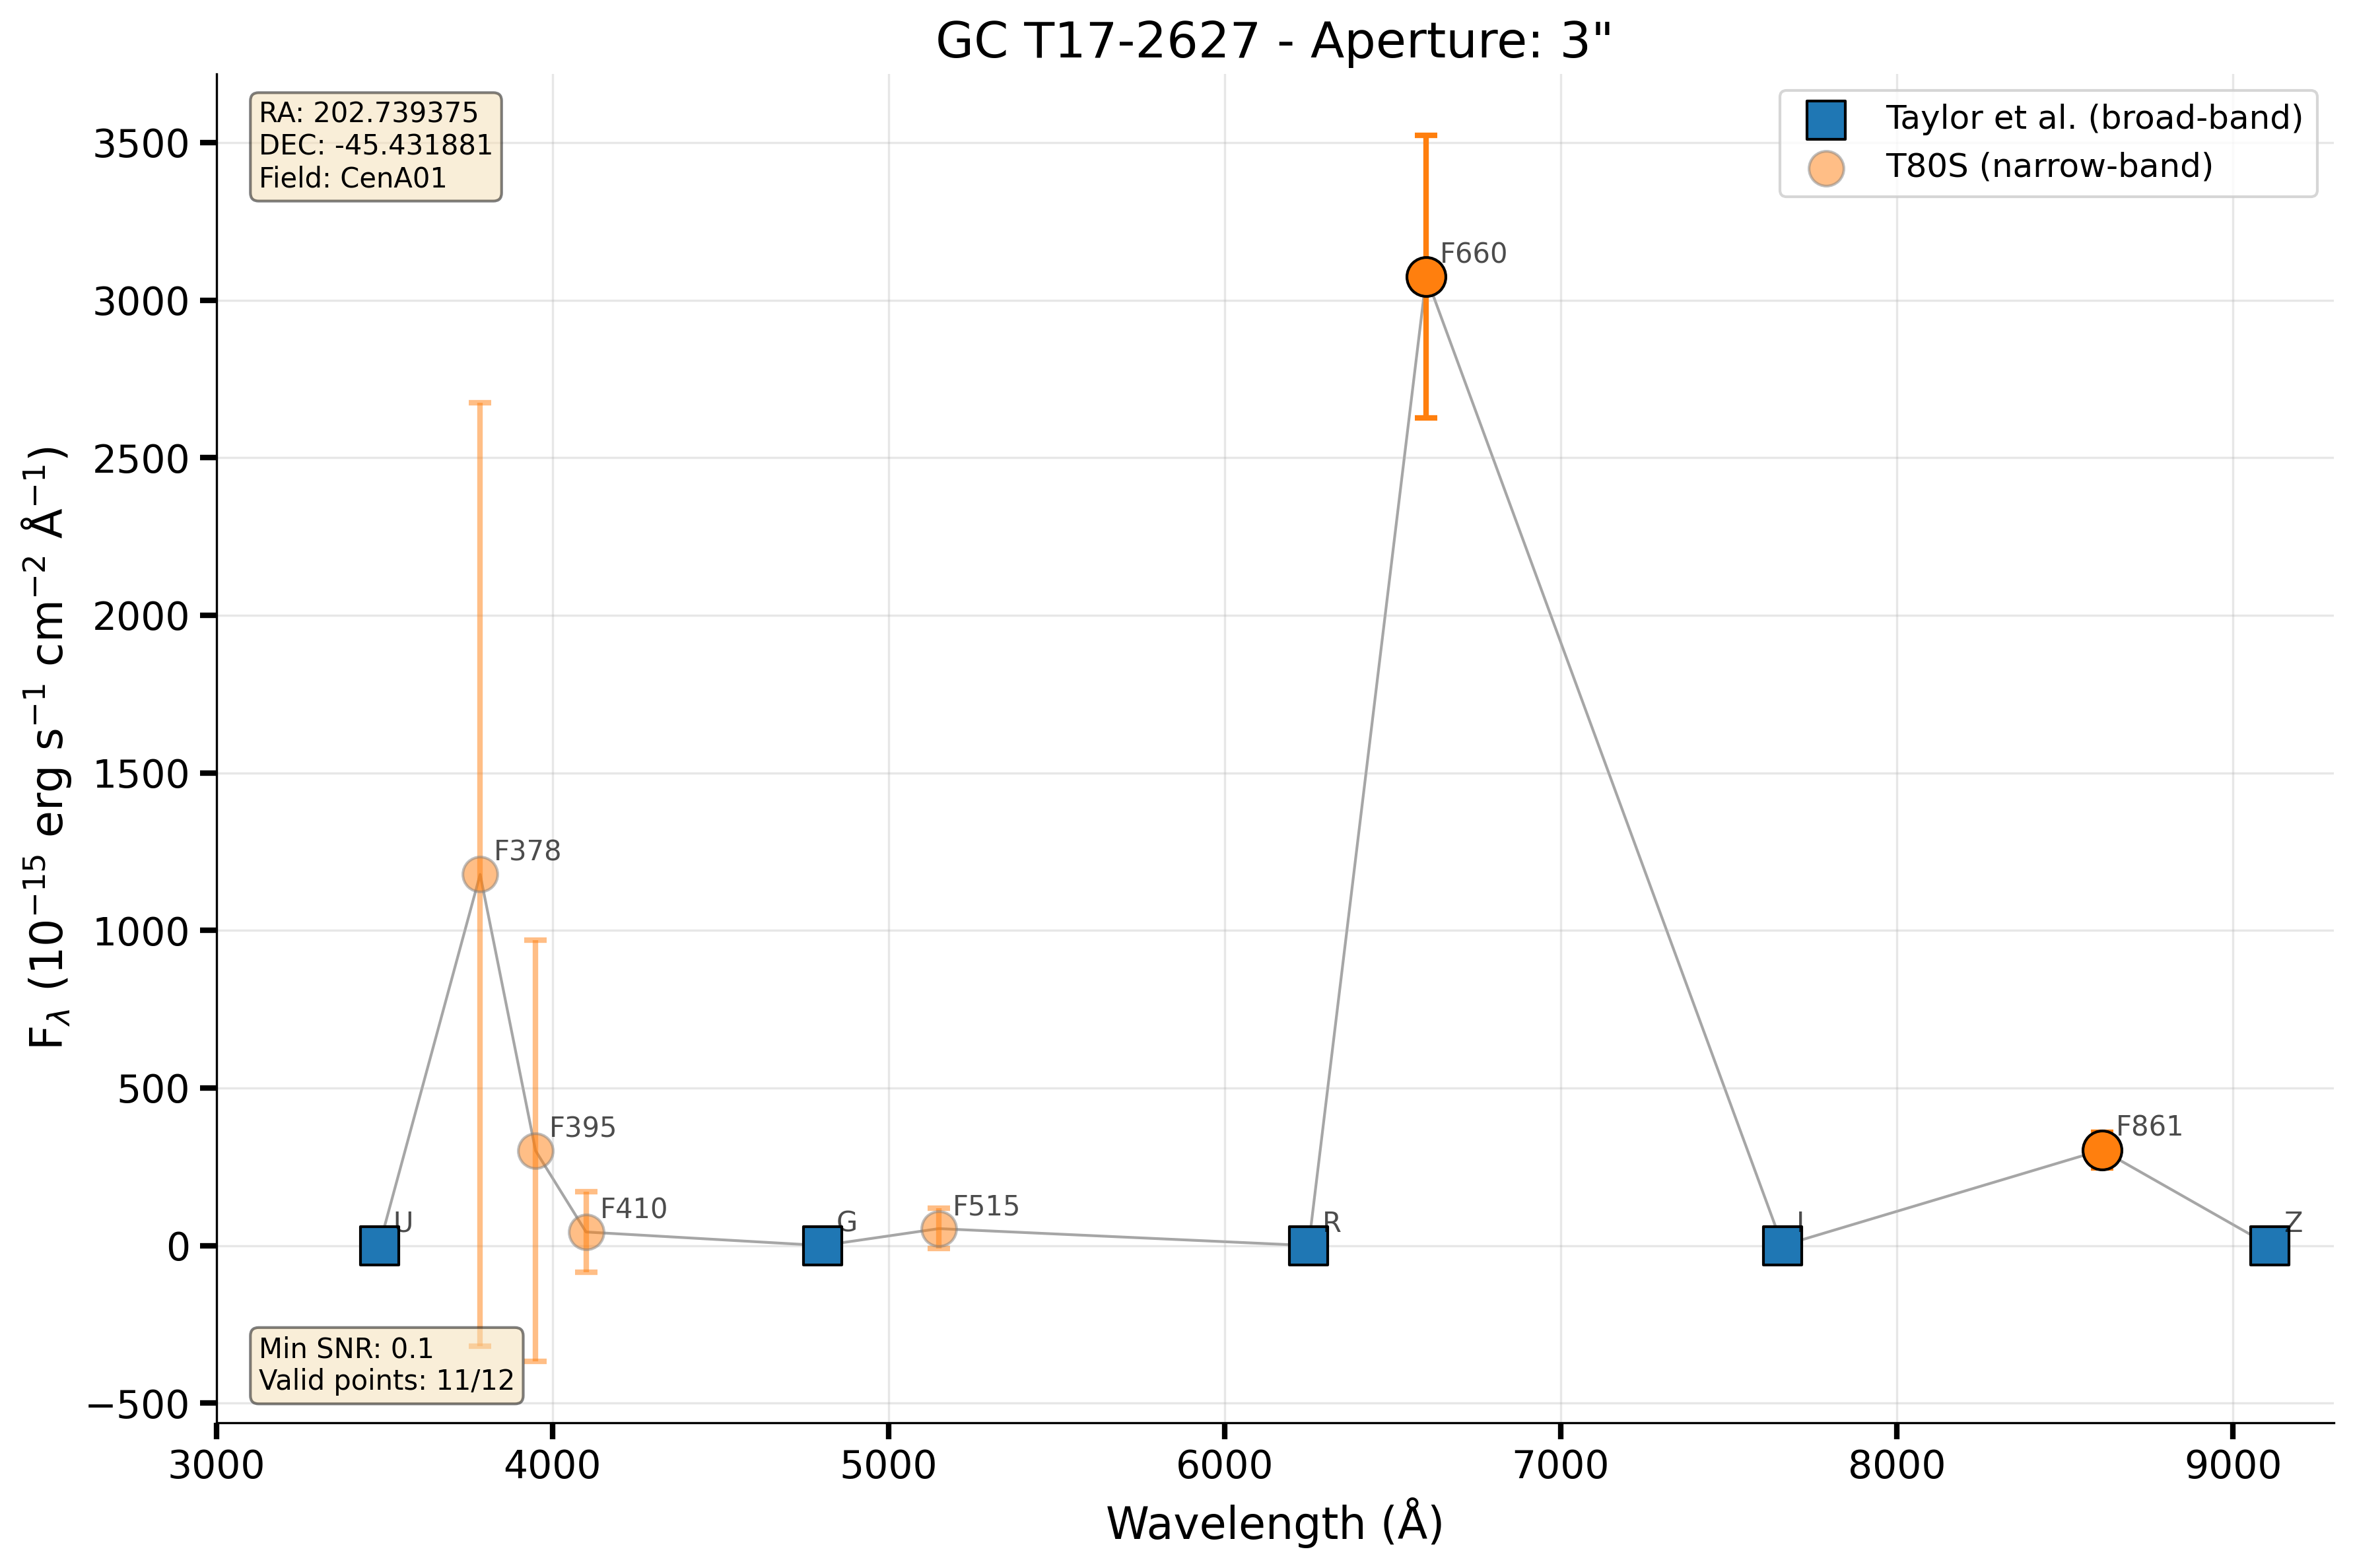 GC T17-2627 - Aperture: 3"
RA: 202.739375
DEC: -45.431881
Field: CenA01
Taylor et al. (broad-band)
T80S (narrow-band)
F_λ (10⁻¹⁵ erg s⁻¹ cm⁻² Å⁻¹)
3500
3000
2500
2000
1500
1000
500
0
−500
F660
F378
F395
F410
F515
F861
U
G
R
I
Z
Min SNR: 0.1
Valid points: 11/12
3000 4000 5000 6000 7000 8000 9000
Wavelength (Å)